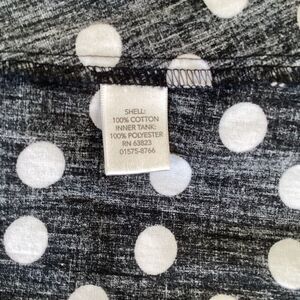 SHELL:
100% COTTON
INNER TANK:
100% POLYESTER
RN 63823
01575-8766